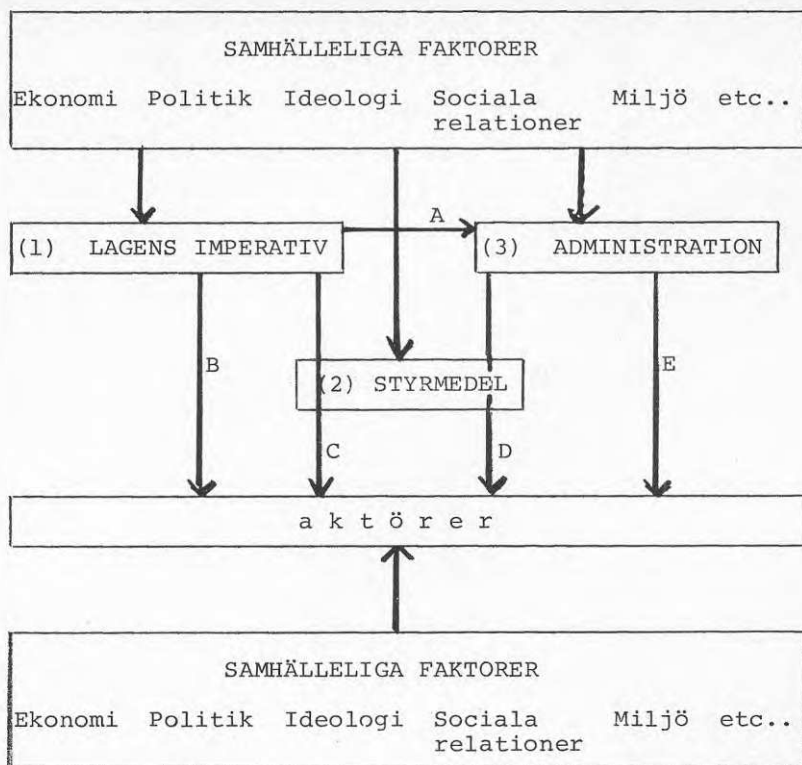 SAMHÄLLELIGA FAKTORER
Ekonomi Politik Ideologi Sociala relationer Miljö etc..
A
(1) LAGENS IMPERATIV
(3) ADMINISTRATION
B
E
(2) STYRMEDEL
C
D
aktörer
SAMHÄLLELIGA FAKTORER
Ekonomi Politik Ideologi Sociala relationer Miljö etc..